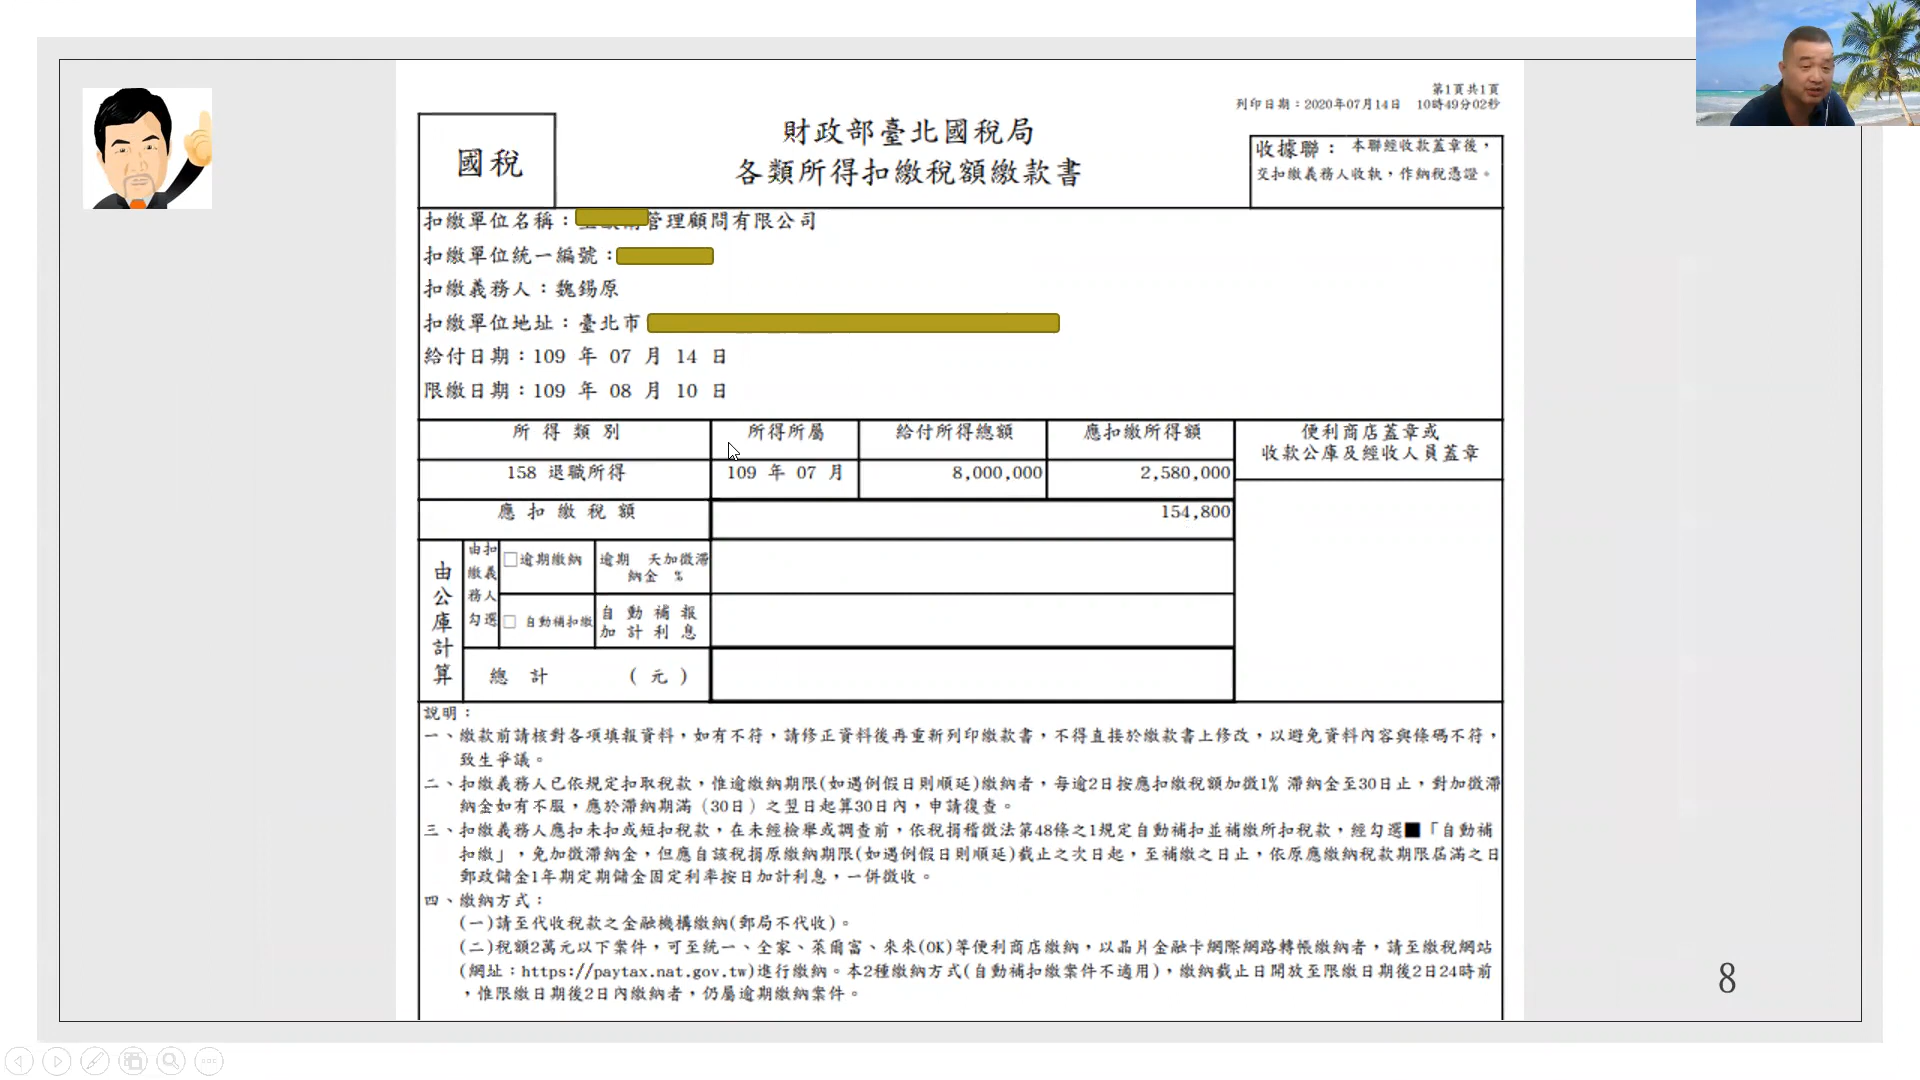 第1頁共1頁
列印日期：2020年07月14日 10時49分02秒
國稅
財政部臺北國稅局
各類所得扣繳稅額繳款書
收據聯： 本聯經收款蓋章後，
交扣繳義務人收執，作納稅憑證。
扣繳單位名稱： 管理顧問有限公司
扣繳單位統一編號：
扣繳義務人：魏錫原
扣繳單位地址：臺北市
給付日期：109 年 07 月 14 日
限繳日期：109 年 08 月 10 日
所 得 類 別 所得所屬 給付所得總額 應扣繳所得額 便利商店蓋章或
收款公庫及經收人員蓋章
158 退職所得 109 年 07 月 8,000,000 2,580,000
應 扣 繳 稅 額 154,800
由公庫計算
由扣繳義務人勾選
□逾期繳納 逾期 天加徵滯
納金 %
□ 自動補扣繳 自 動 補 報
加 計 利 息
總 計 ( 元 )
說明：
一、繳款前請核對各項填報資料，如有不符，請修正資料後再重新列印繳款書，不得直接於繳款書上修改，以避免資料內容與條碼不符，
致生爭議。
二、扣繳義務人已依規定扣取稅款，惟逾繳納期限(如遇例假日則順延)繳納者，每逾2日按應扣繳稅額加徵1% 滯納金至30日止，對加徵滯
納金如有不服，應於滯納期滿（30日）之翌日起算30日內，申請復查。
三、扣繳義務人應扣未扣或短扣稅款，在未經檢舉或調查前，依稅捐稽徵法第48條之1規定自動補扣並補繳所扣稅款，經勾選■「自動補
扣繳」，免加徵滯納金，但應自該稅捐原繳納期限(如遇例假日則順延)截止之次日起，至補繳之日止，依原應繳納稅款期限屆滿之日
郵政儲金1年期定期儲金固定利率按日加計利息，一併徵收。
四、繳納方式：
(一)請至代收稅款之金融機構繳納(郵局不代收)。
(二)稅額2萬元以下案件，可至統一、全家、萊爾富、來來(OK)等便利商店繳納，以晶片金融卡網際網路轉帳繳納者，請至繳稅網站
(網址：https://paytax.nat.gov.tw)進行繳納。本2種繳納方式(自動補扣繳案件不適用)，繳納截止日開放至限繳日期後2日24時前
，惟限繳日期後2日內繳納者，仍屬逾期繳納案件。
8